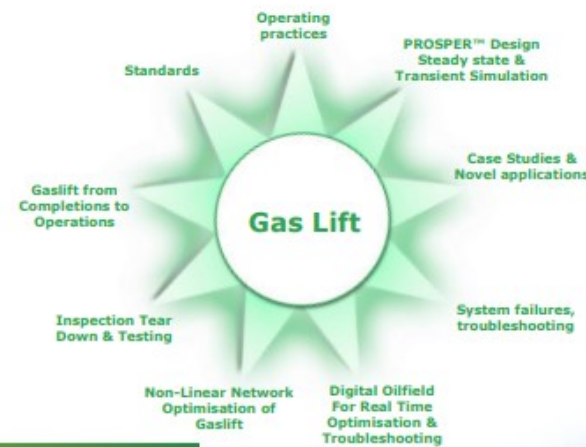 Operating
practices
PROSPER™ Design
Steady state &
Transient Simulation
Standards
Case Studies &
Novel applications
Gaslift from
Completions to
Operations
Gas Lift
System failures,
troubleshooting
Inspection Tear
Down & Testing
Non-Linear Network
Optimisation of
Gaslift
Digital Oilfield
For Real Time
Optimisation &
Troubleshooting